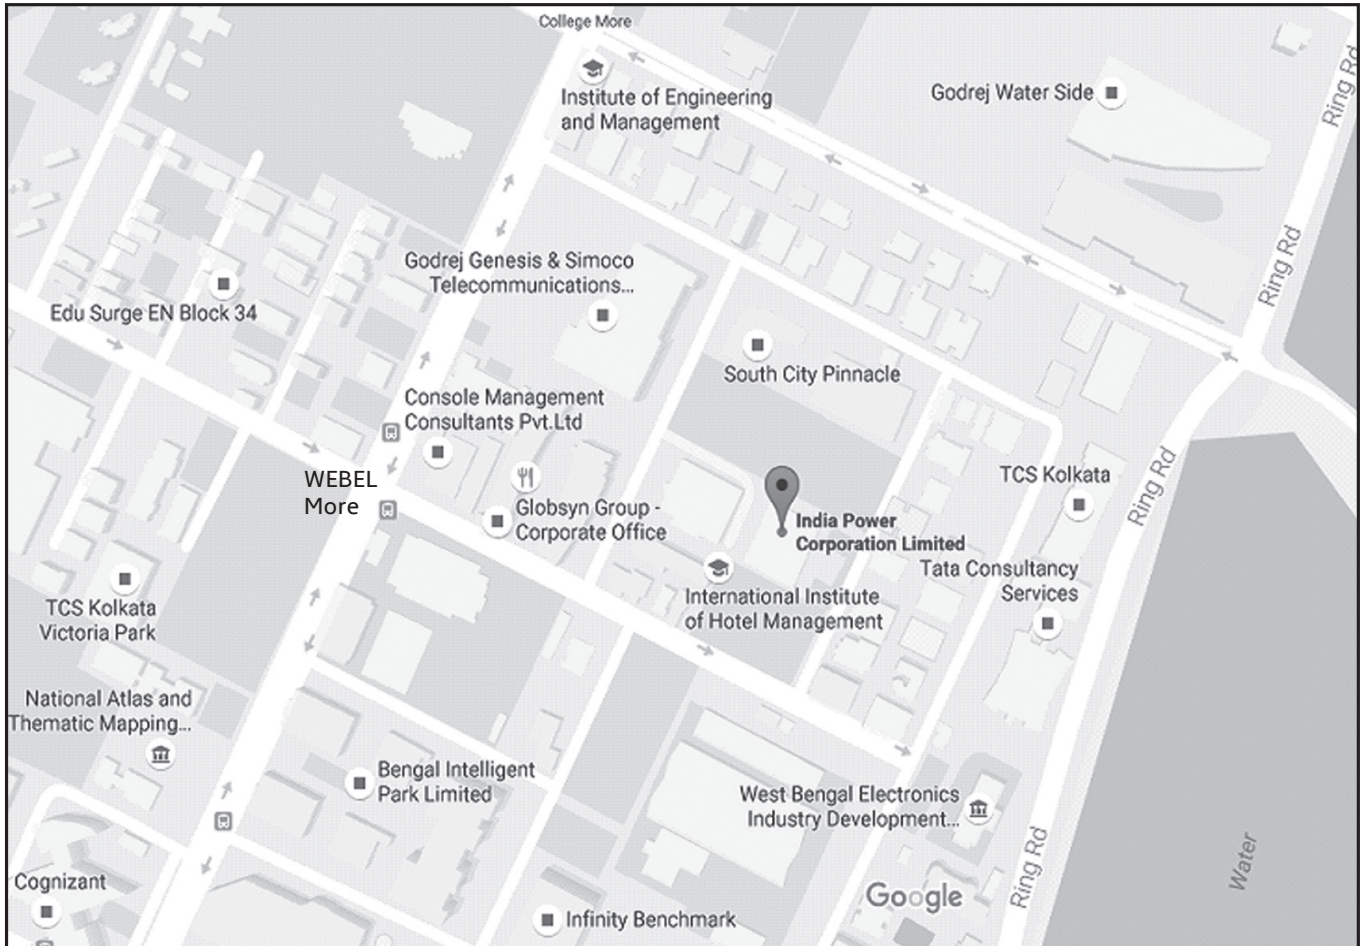 College More
Institute of Engineering
and Management
Godrej Water Side
Ring Rd
Ring Rd
Godrej Genesis & Simoco
Telecommunications...
Edu Surge EN Block 34
South City Pinnacle
Console Management
Consultants Pvt.Ltd
WEBEL
More
Globsyn Group -
Corporate Office
TCS Kolkata
Ring Rd
India Power
Corporation Limited
Tata Consultancy
Services
International Institute
of Hotel Management
TCS Kolkata
Victoria Park
National Atlas and
Thematic Mapping...
Bengal Intelligent
Park Limited
West Bengal Electronics
Industry Development...
Ring Rd
Water
Cognizant
Google
Infinity Benchmark